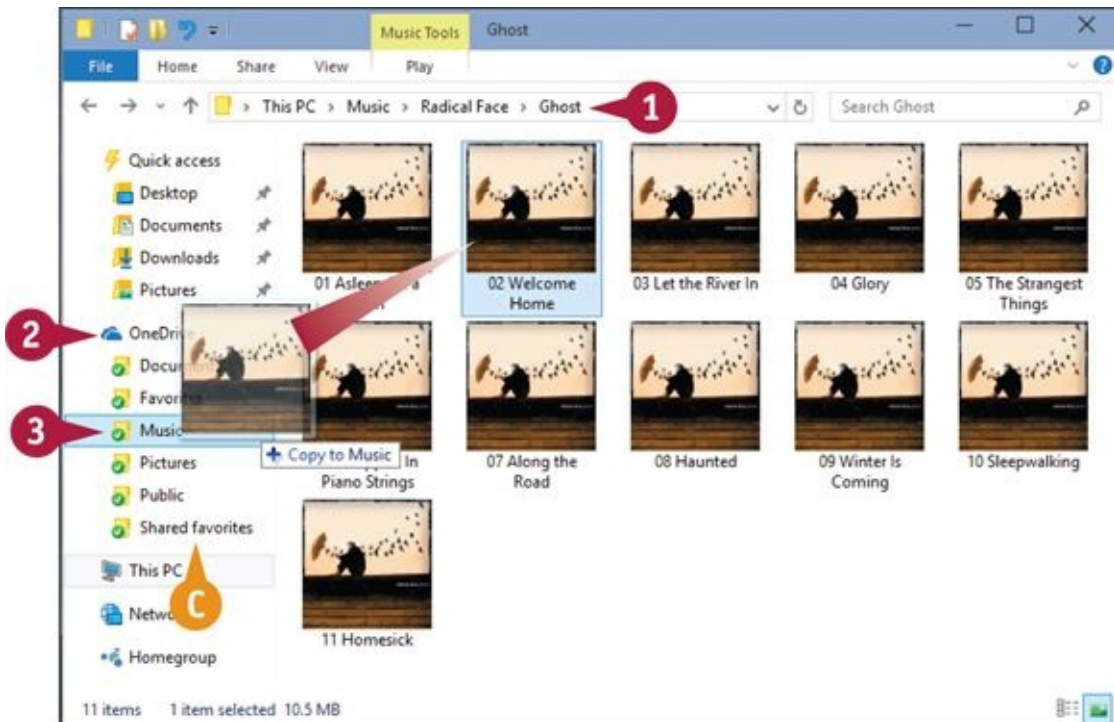 Music Tools
Ghost
File
Home
Share
View
Play
This PC > Music > Radical Face > Ghost
1
Search Ghost
Quick access
Desktop
Documents
Downloads
Pictures
2
OneDrive
3
Music
Copy to Music
Pictures
Public
Shared favorites
This PC
C
Homegroup
02 Welcome
Home
03 Let the River In
04 Glory
05 The Strangest
Things
In
Piano Strings
07 Along the
Road
08 Haunted
09 Winter Is
Coming
10 Sleepwalking
11 Homesick
11 items
1 item selected 10.5 MB